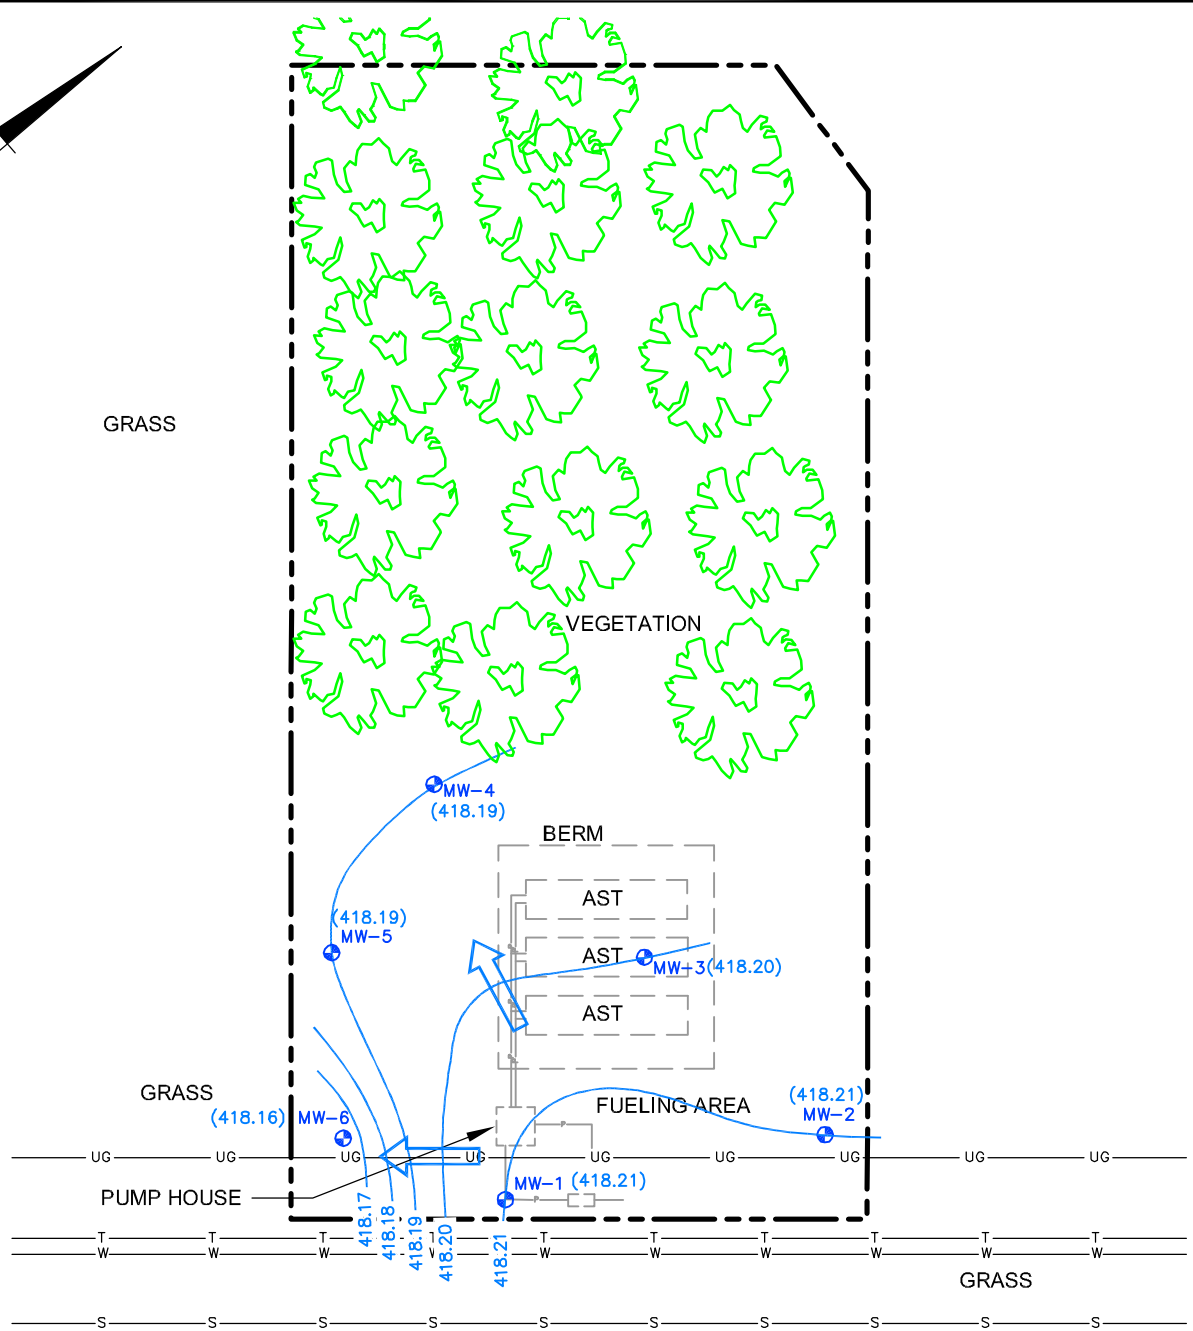 GRASS
VEGETATION
MW-4
(418.19)
BERM
AST
(418.19)
MW-5
AST
MW-3(418.20)
AST
GRASS
FUELING AREA
(418.21)
MW-2
(418.16) MW-6
UG UG UG UG UG UG UG UG UG
MW-1 (418.21)
PUMP HOUSE
418.17
418.18
418.19
418.20
418.21
T T T T T T T T T T
W W W W W W W W W W
GRASS
S S S S S S S S S S